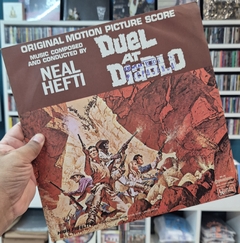 ORIGINAL MOTION PICTURE SCORE
MUSIC COMPOSED
AND CONDUCTED BY
NEAL
HEFTI
DUEL
AT
DIABLO